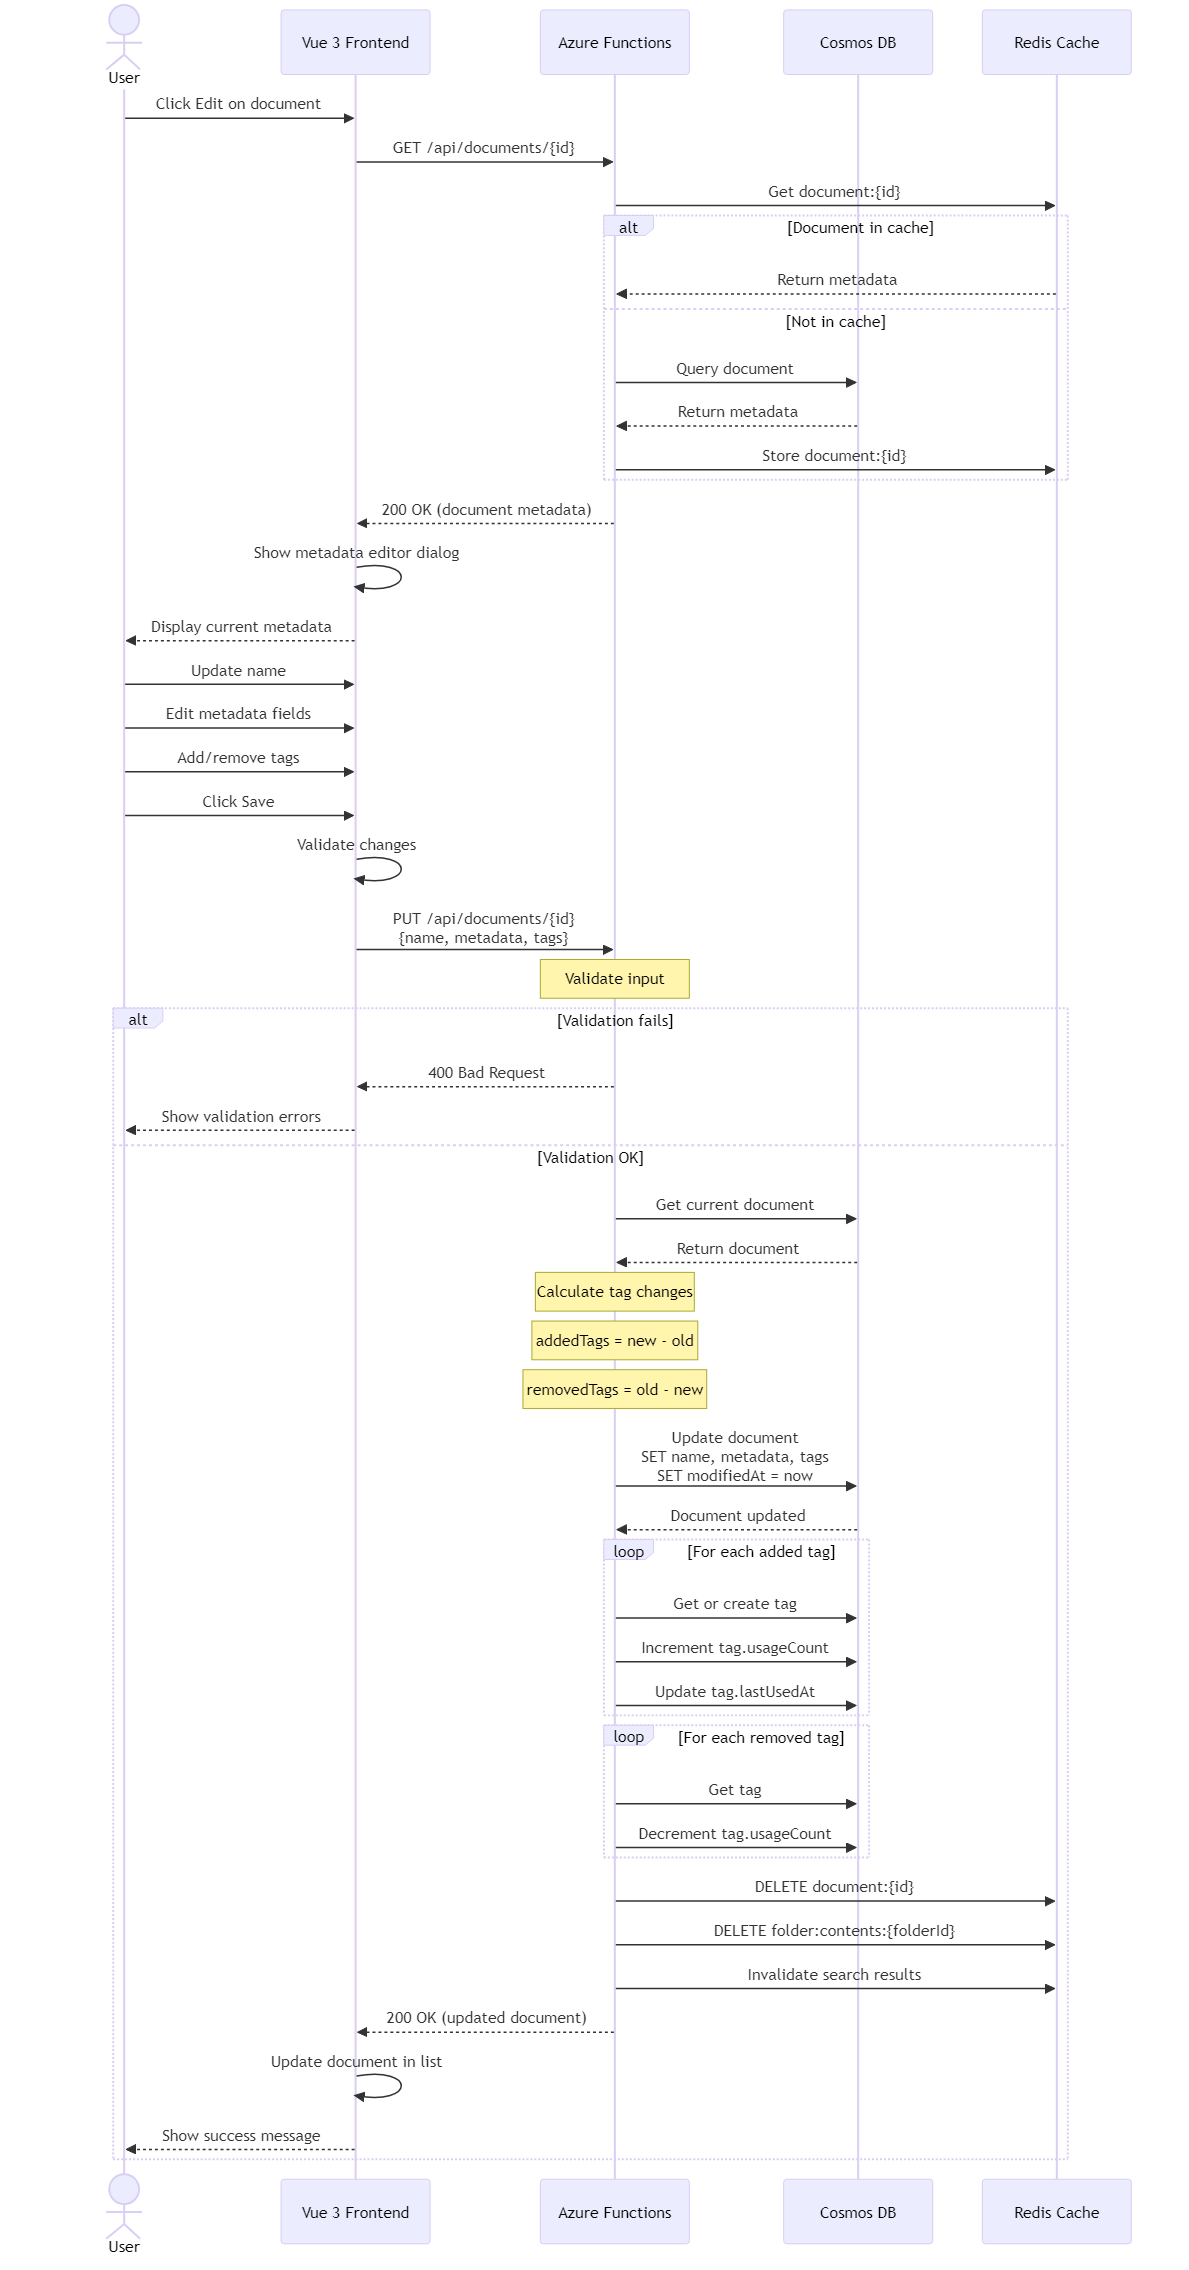 User
Vue 3 Frontend
Azure Functions
Cosmos DB
Redis Cache
Click Edit on document
GET /api/documents/{id}
Get document:{id}
alt
[Document in cache]
Return metadata
[Not in cache]
Query document
Return metadata
Store document:{id}
200 OK (document metadata)
Show metadata editor dialog
Display current metadata
Update name
Edit metadata fields
Add/remove tags
Click Save
Validate changes
PUT /api/documents/{id}
{name, metadata, tags}
Validate input
alt
[Validation fails]
400 Bad Request
Show validation errors
[Validation OK]
Get current document
Return document
Calculate tag changes
addedTags = new - old
removedTags = old - new
Update document
SET name, metadata, tags
SET modifiedAt = now
Document updated
loop
[For each added tag]
Get or create tag
Increment tag.usageCount
Update tag.lastUsedAt
loop
[For each removed tag]
Get tag
Decrement tag.usageCount
DELETE document:{id}
DELETE folder:contents:{folderId}
Invalidate search results
200 OK (updated document)
Update document in list
Show success message
User
Vue 3 Frontend
Azure Functions
Cosmos DB
Redis Cache